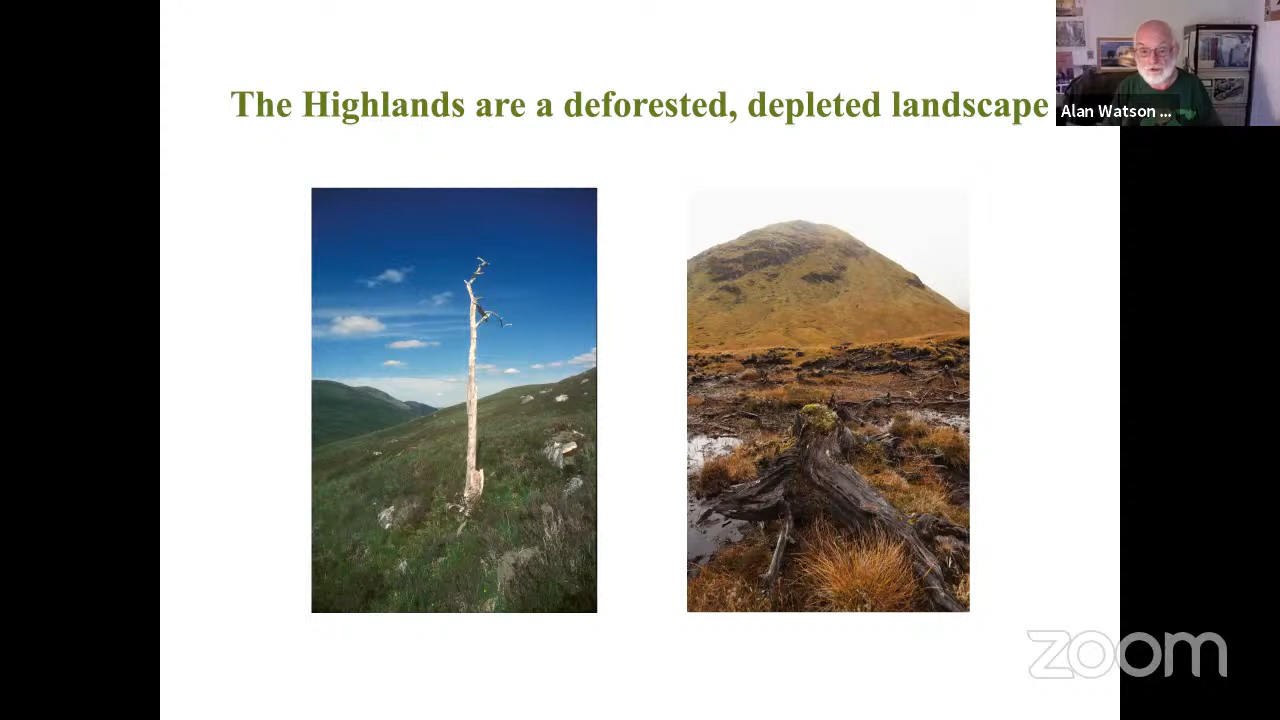 The Highlands are a deforested, depleted landscape
Alan Watson ...
zoom